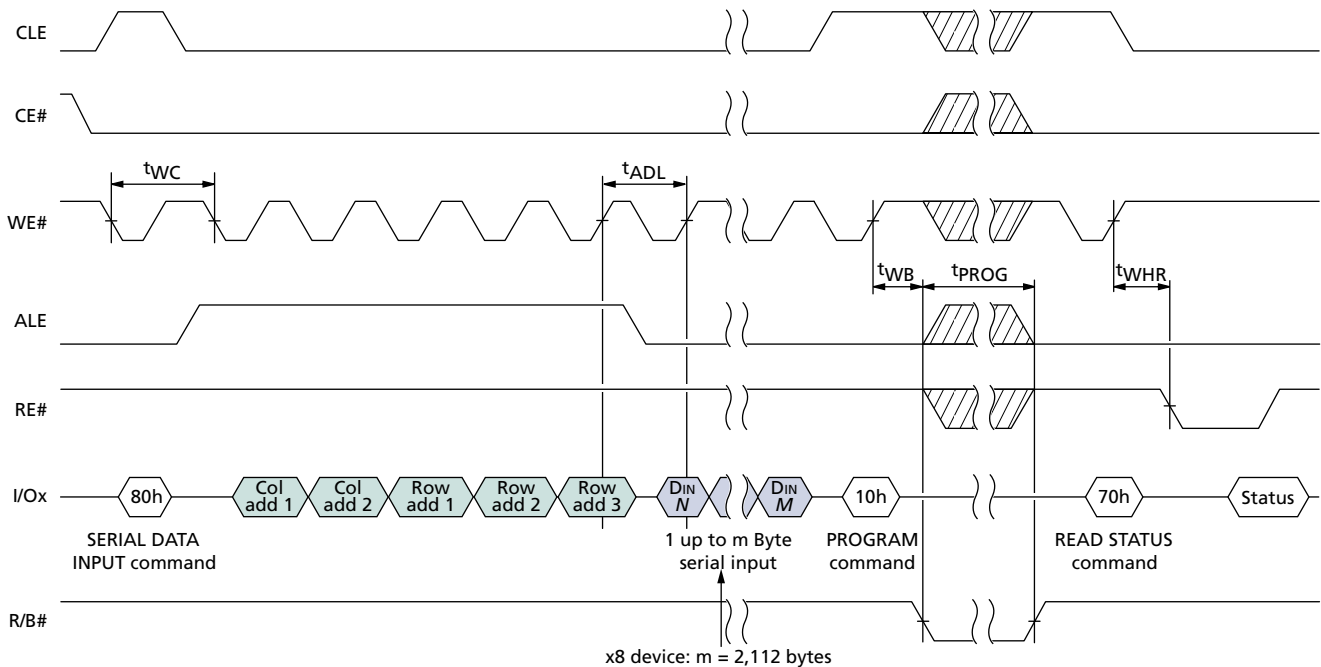 CLE
CE#
tWC
tADL
WE#
tWB
tPROG
tWHR
ALE
RE#
I/Ox
80h
Col
add 1
Col
add 2
Row
add 1
Row
add 2
Row
add 3
DIN
N
DIN
M
10h
70h
Status
SERIAL DATA
INPUT command
1 up to m Byte
serial input
PROGRAM
command
READ STATUS
command
R/B#
x8 device: m = 2,112 bytes